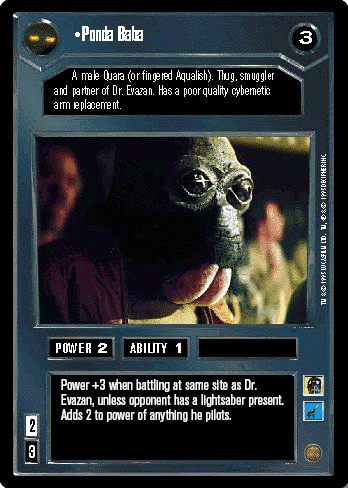 •Ponda Baba
3
A male Quara (or fingered Aqualish). Thug, smuggler
and partner of Dr. Evazan. Has a poor quality cybernetic
arm replacement.
POWER 2
ABILITY 1
Power +3 when battling at same site as Dr.
Evazan, unless opponent has a lightsaber present.
Adds 2 to power of anything he pilots.
2
3